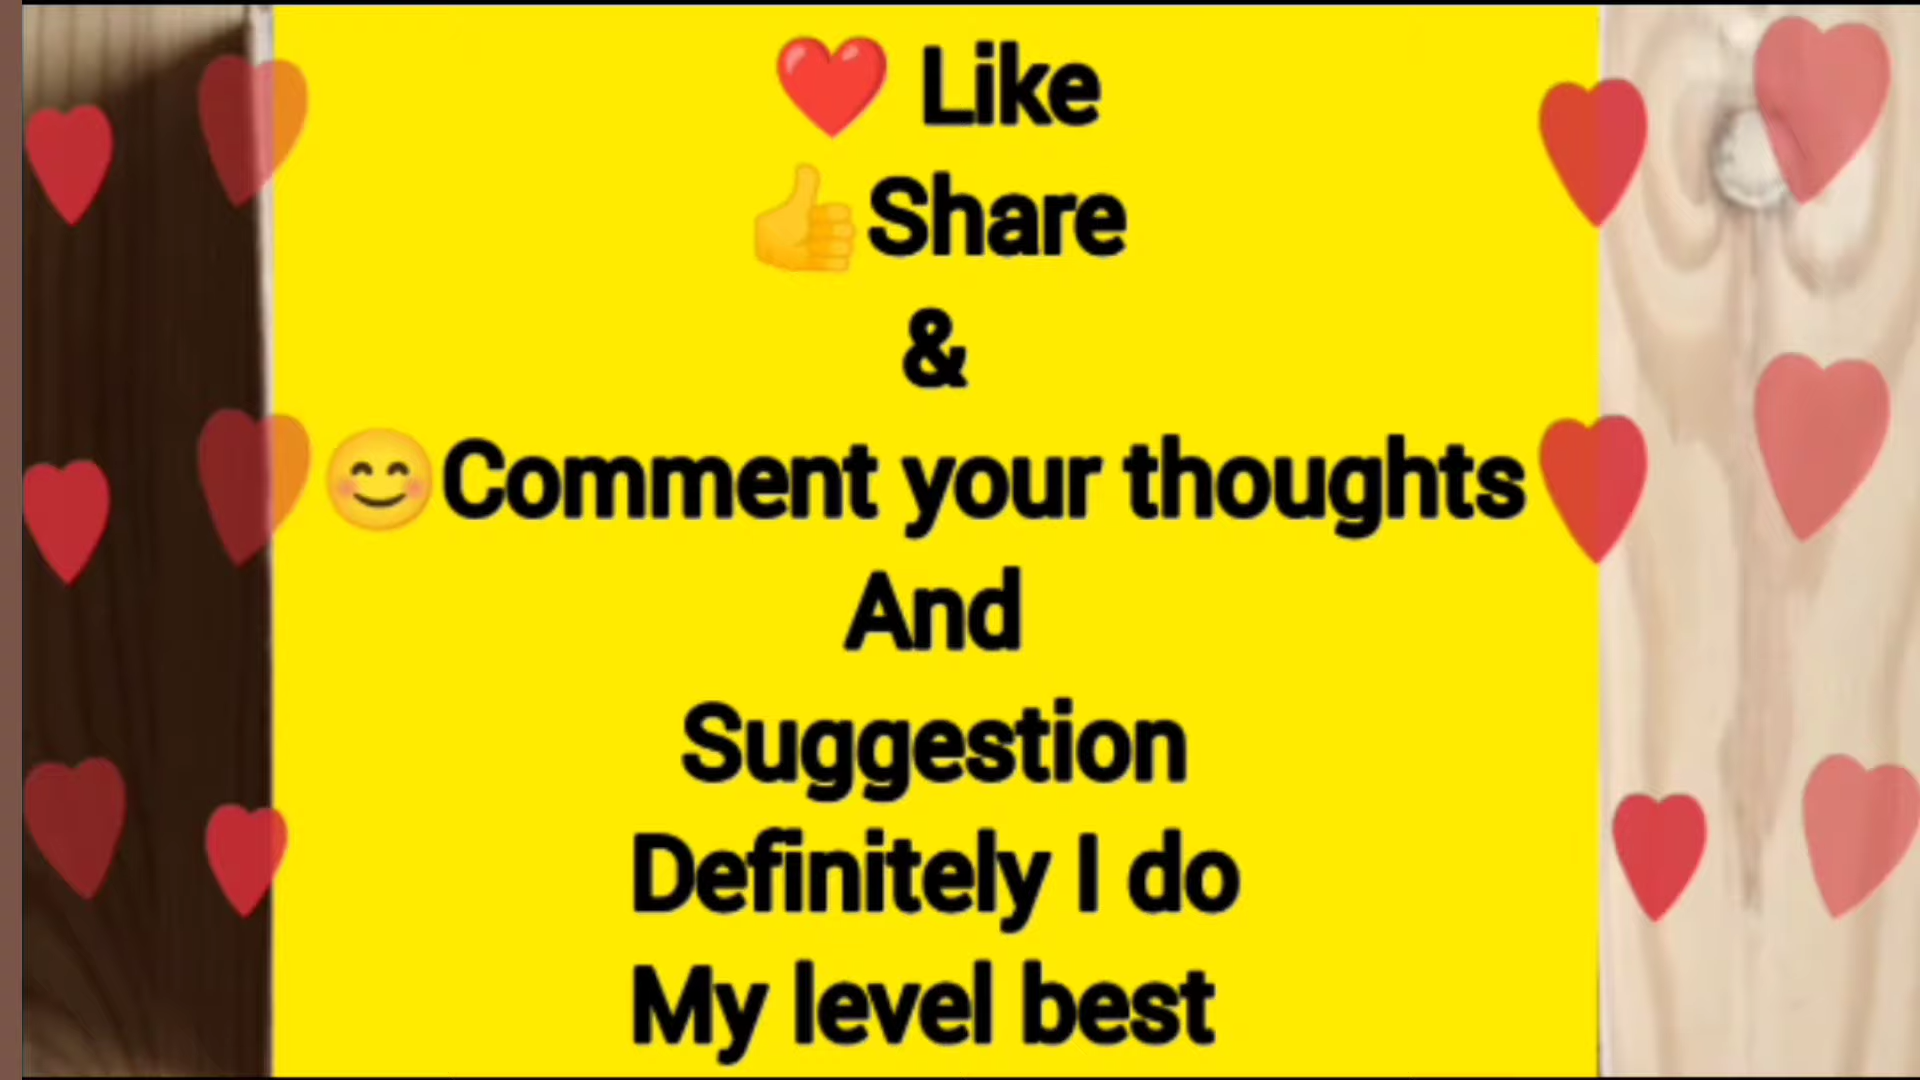 ❤️ Like
👍Share
&
😊Comment your thoughts
And
Suggestion
Definitely I do
My level best